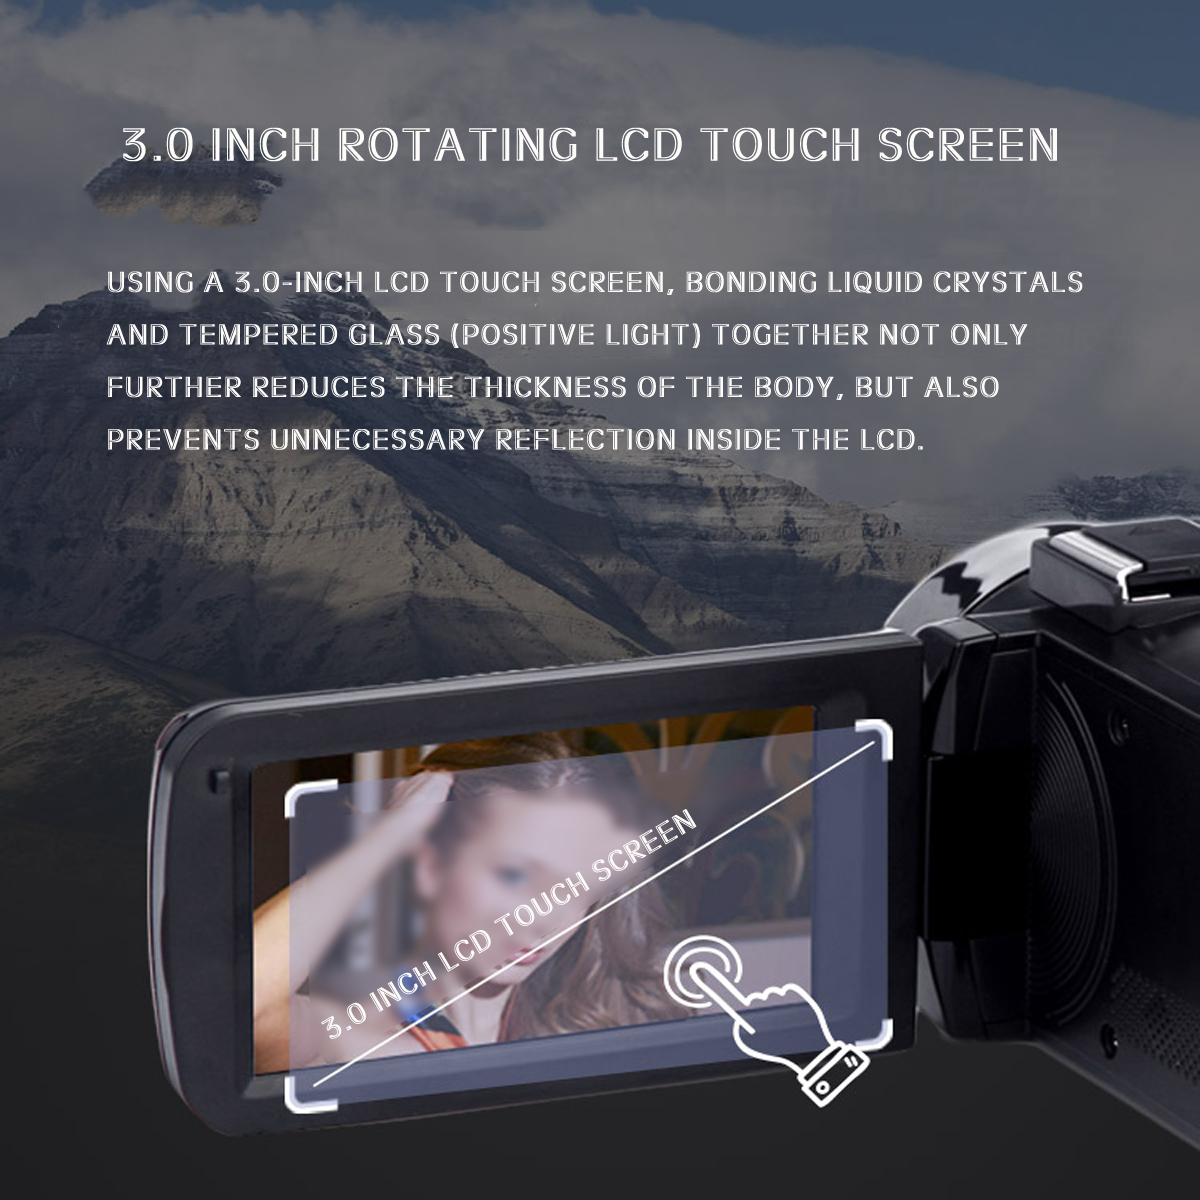 3.0 INCH ROTATING LCD TOUCH SCREEN
USING A 3.0-INCH LCD TOUCH SCREEN, BONDING LIQUID CRYSTALS
AND TEMPERED GLASS (POSITIVE LIGHT) TOGETHER NOT ONLY
FURTHER REDUCES THE THICKNESS OF THE BODY, BUT ALSO
PREVENTS UNNECESSARY REFLECTION INSIDE THE LCD.
3.0 INCH LCD TOUCH SCREEN